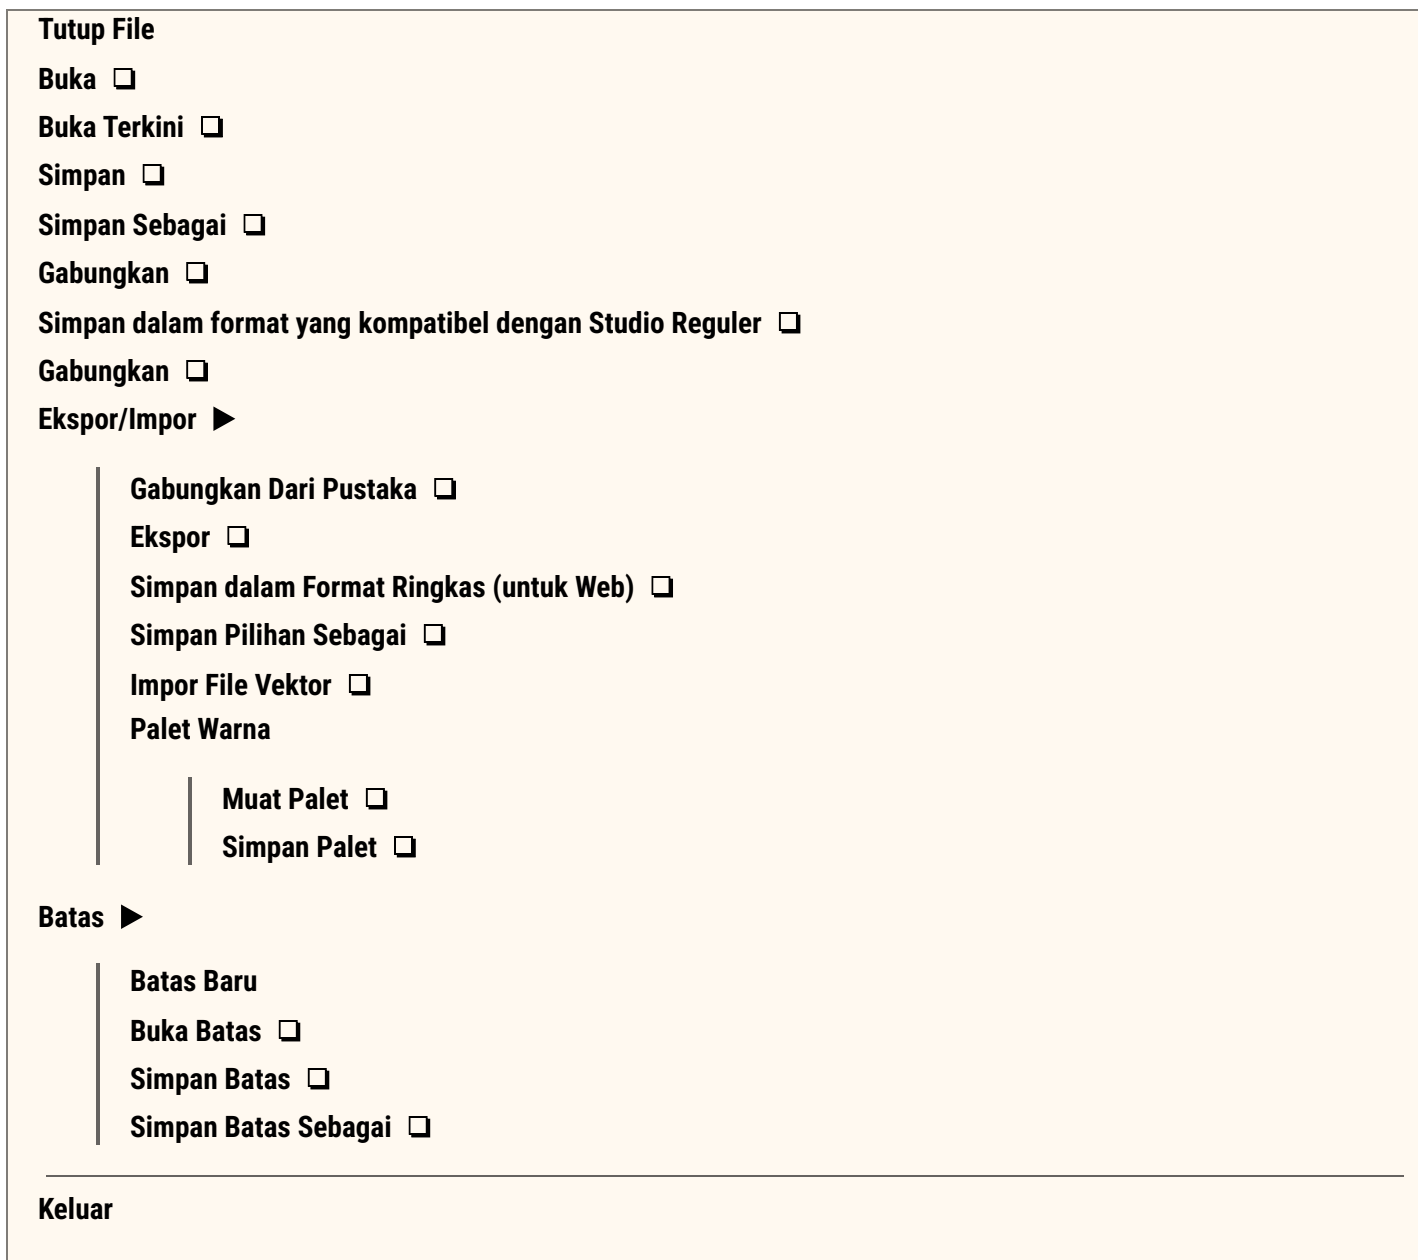 Tutup File
Buka ❏
Buka Terkini ❏
Simpan ❏
Simpan Sebagai ❏
Gabungkan ❏
Simpan dalam format yang kompatibel dengan Studio Reguler ❏
Gabungkan ❏
Ekspor/Impor ▶
Gabungkan Dari Pustaka ❏
Ekspor ❏
Simpan dalam Format Ringkas (untuk Web) ❏
Simpan Pilihan Sebagai ❏
Impor File Vektor ❏
Palet Warna
Muat Palet ❏
Simpan Palet ❏
Batas ▶
Batas Baru
Buka Batas ❏
Simpan Batas ❏
Simpan Batas Sebagai ❏
Keluar